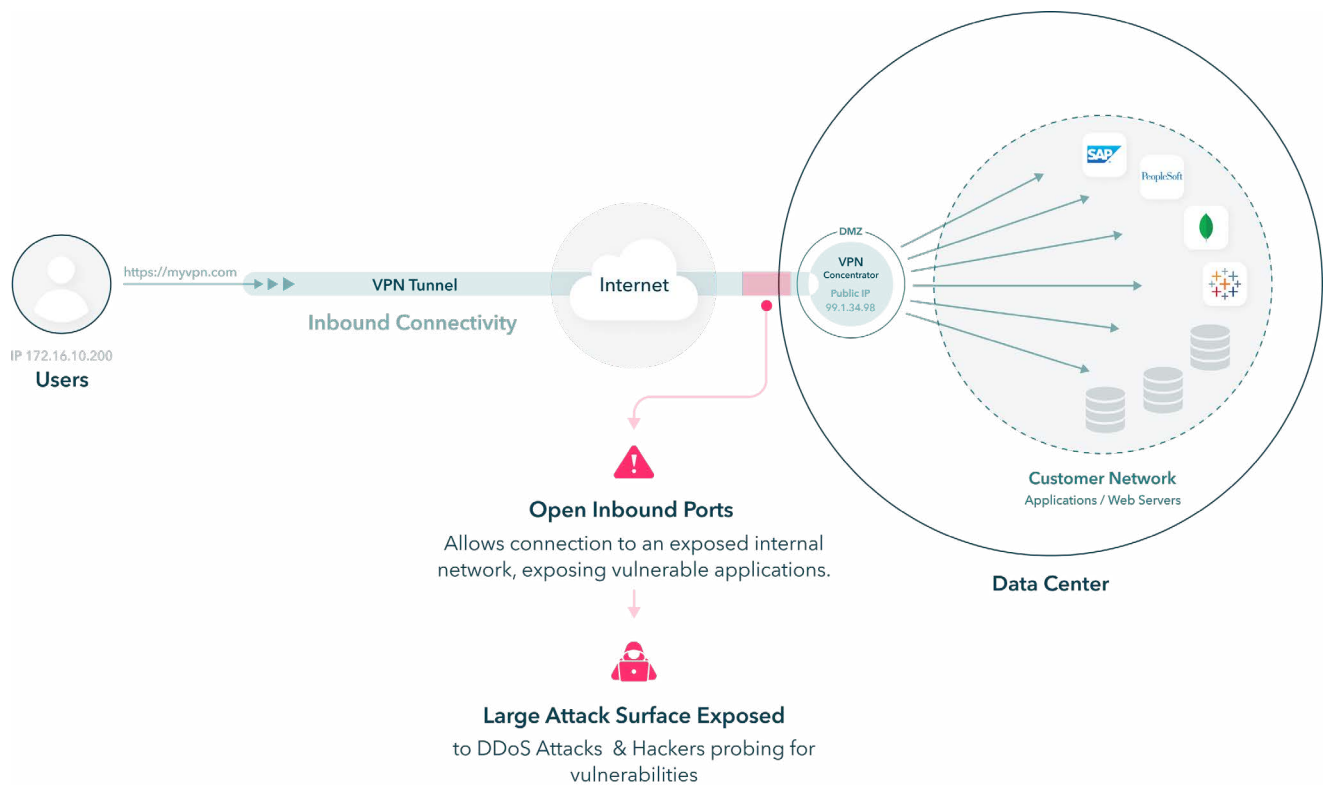 https://myvpn.com
VPN Tunnel
Inbound Connectivity
Internet
IP 172.16.10.200
Users
DMZ
VPN
Concentrator
Public IP
99.1.34.98
SAP
PeopleSoft
Customer Network
Applications / Web Servers
Data Center
Open Inbound Ports
Allows connection to an exposed internal
network, exposing vulnerable applications.
Large Attack Surface Exposed
to DDoS Attacks & Hackers probing for
vulnerabilities